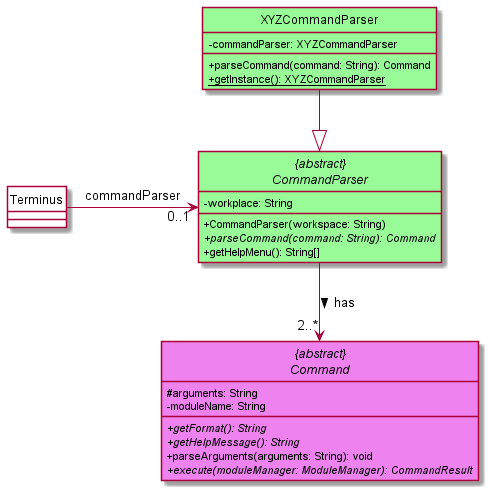 XYZCommandParser
-commandParser: XYZCommandParser
+parseCommand(command: String): Command
+getInstance(): XYZCommandParser
{abstract}
CommandParser
-workplace: String
+CommandParser(workspace: String)
+parseCommand(command: String): Command
+getHelpMenu(): String[]
Terminus
commandParser
0..1
has
2..*
{abstract}
Command
#arguments: String
-moduleName: String
+getFormat(): String
+getHelpMessage(): String
+parseArguments(arguments: String): void
+execute(moduleManager: ModuleManager): CommandResult